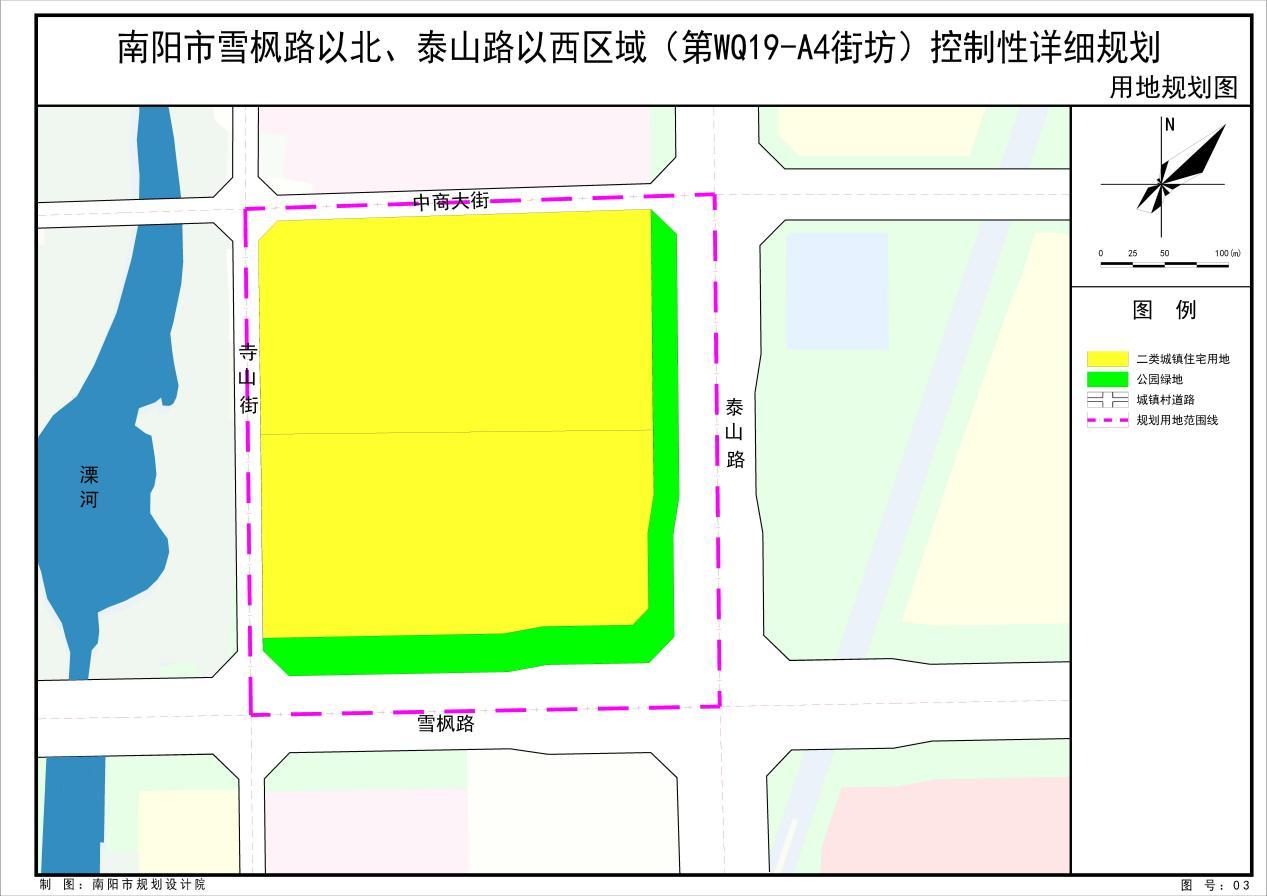 南阳市雪枫路以北、泰山路以西区域（第WQ19-A4街坊）控制性详细规划
用地规划图
N
0 25 50 100(m)
图 例
二类城镇住宅用地
公园绿地
城镇村道路
规划用地范围线
中商大街
寺山街
泰山路
溧河
雪枫路
制 图：南阳市规划设计院
图 号：03